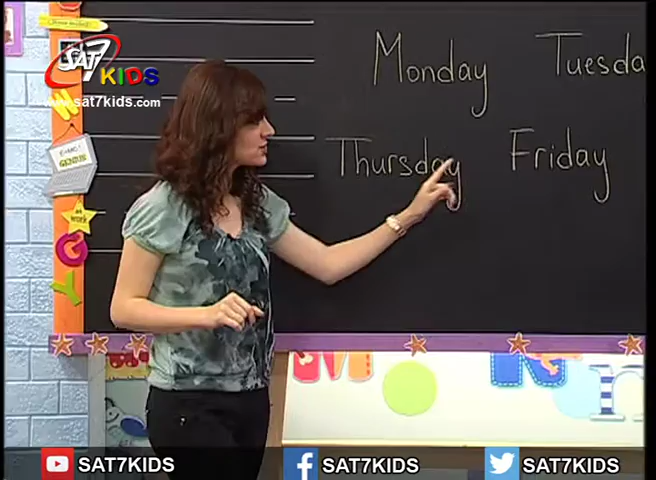 SAT7
KIDS
www.sat7kids.com
Monday Tuesda
Thursday Friday
SAT7KIDS SAT7KIDS SAT7KIDS